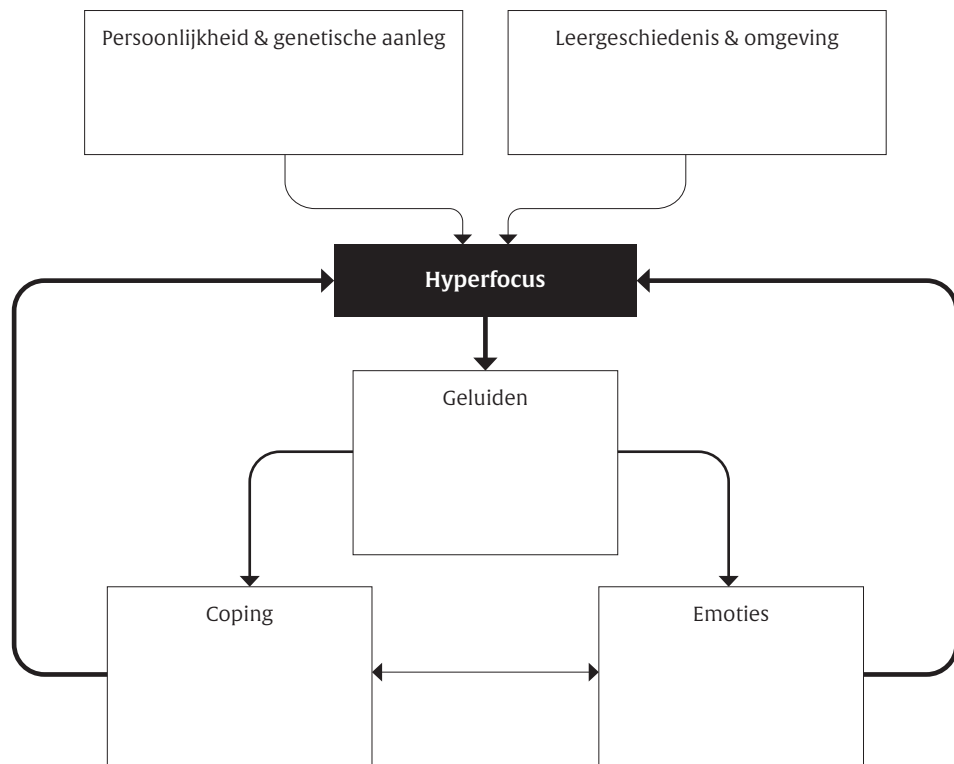 Persoonlijkheid & genetische aanleg
Leergeschiedenis & omgeving
Hyperfocus
Geluiden
Coping
Emoties